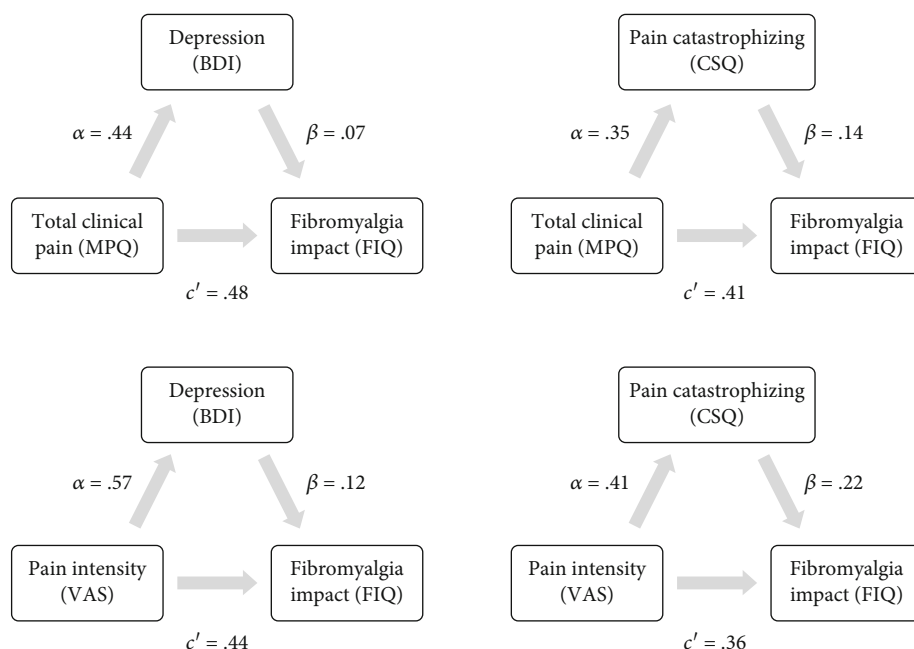 Depression
(BDI)
α = .44
β = .07
Total clinical
pain (MPQ)
Fibromyalgia
impact (FIQ)
c′ = .48
Pain catastrophizing
(CSQ)
α = .35
β = .14
Total clinical
pain (MPQ)
Fibromyalgia
impact (FIQ)
c′ = .41
Depression
(BDI)
α = .57
β = .12
Pain intensity
(VAS)
Fibromyalgia
impact (FIQ)
c′ = .44
Pain catastrophizing
(CSQ)
α = .41
β = .22
Pain intensity
(VAS)
Fibromyalgia
impact (FIQ)
c′ = .36